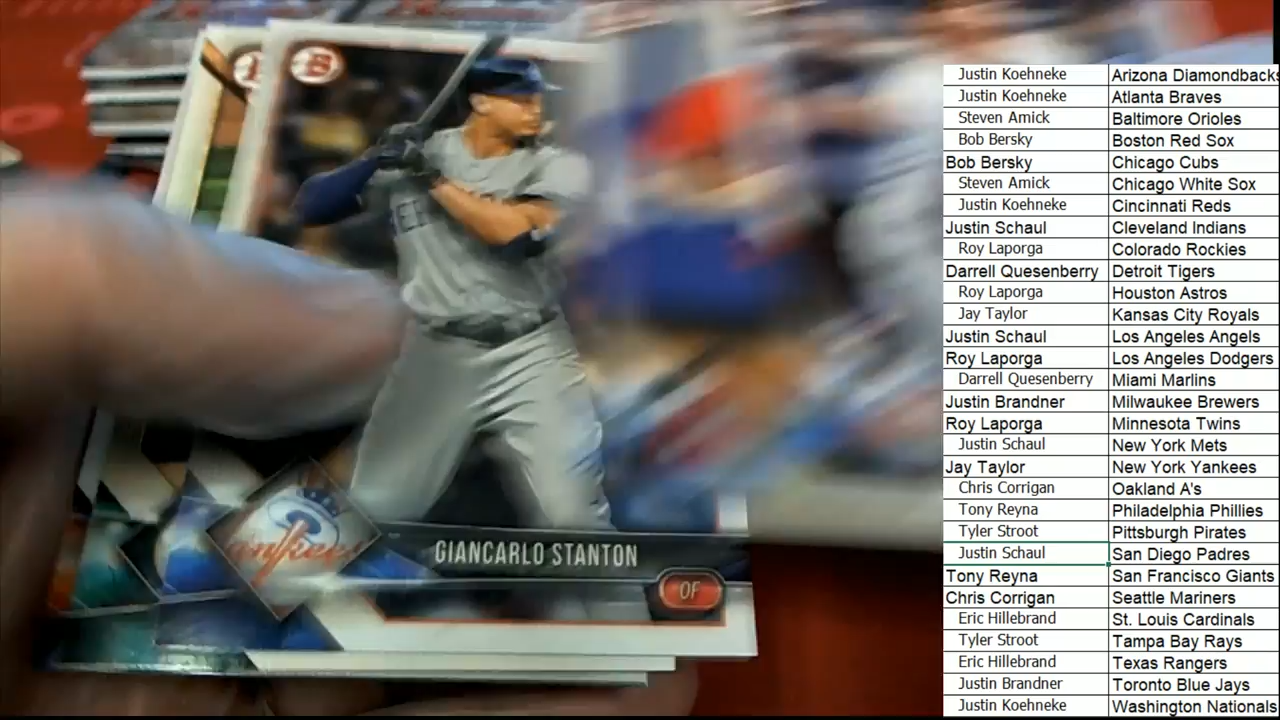 B
Yankees
GIANCARLO STANTON
OF
Justin Koehneke Arizona Diamondbacks
Justin Koehneke Atlanta Braves
Steven Amick Baltimore Orioles
Bob Bersky Boston Red Sox
Bob Bersky Chicago Cubs
Steven Amick Chicago White Sox
Justin Koehneke Cincinnati Reds
Justin Schaul Cleveland Indians
Roy Laporga Colorado Rockies
Darrell Quesenberry Detroit Tigers
Roy Laporga Houston Astros
Jay Taylor Kansas City Royals
Justin Schaul Los Angeles Angels
Roy Laporga Los Angeles Dodgers
Darrell Quesenberry Miami Marlins
Justin Brandner Milwaukee Brewers
Roy Laporga Minnesota Twins
Justin Schaul New York Mets
Jay Taylor New York Yankees
Chris Corrigan Oakland A's
Tony Reyna Philadelphia Phillies
Tyler Stroot Pittsburgh Pirates
Justin Schaul San Diego Padres
Tony Reyna San Francisco Giants
Chris Corrigan Seattle Mariners
Eric Hillebrand St. Louis Cardinals
Tyler Stroot Tampa Bay Rays
Eric Hillebrand Texas Rangers
Justin Brandner Toronto Blue Jays
Justin Koehneke Washington Nationals